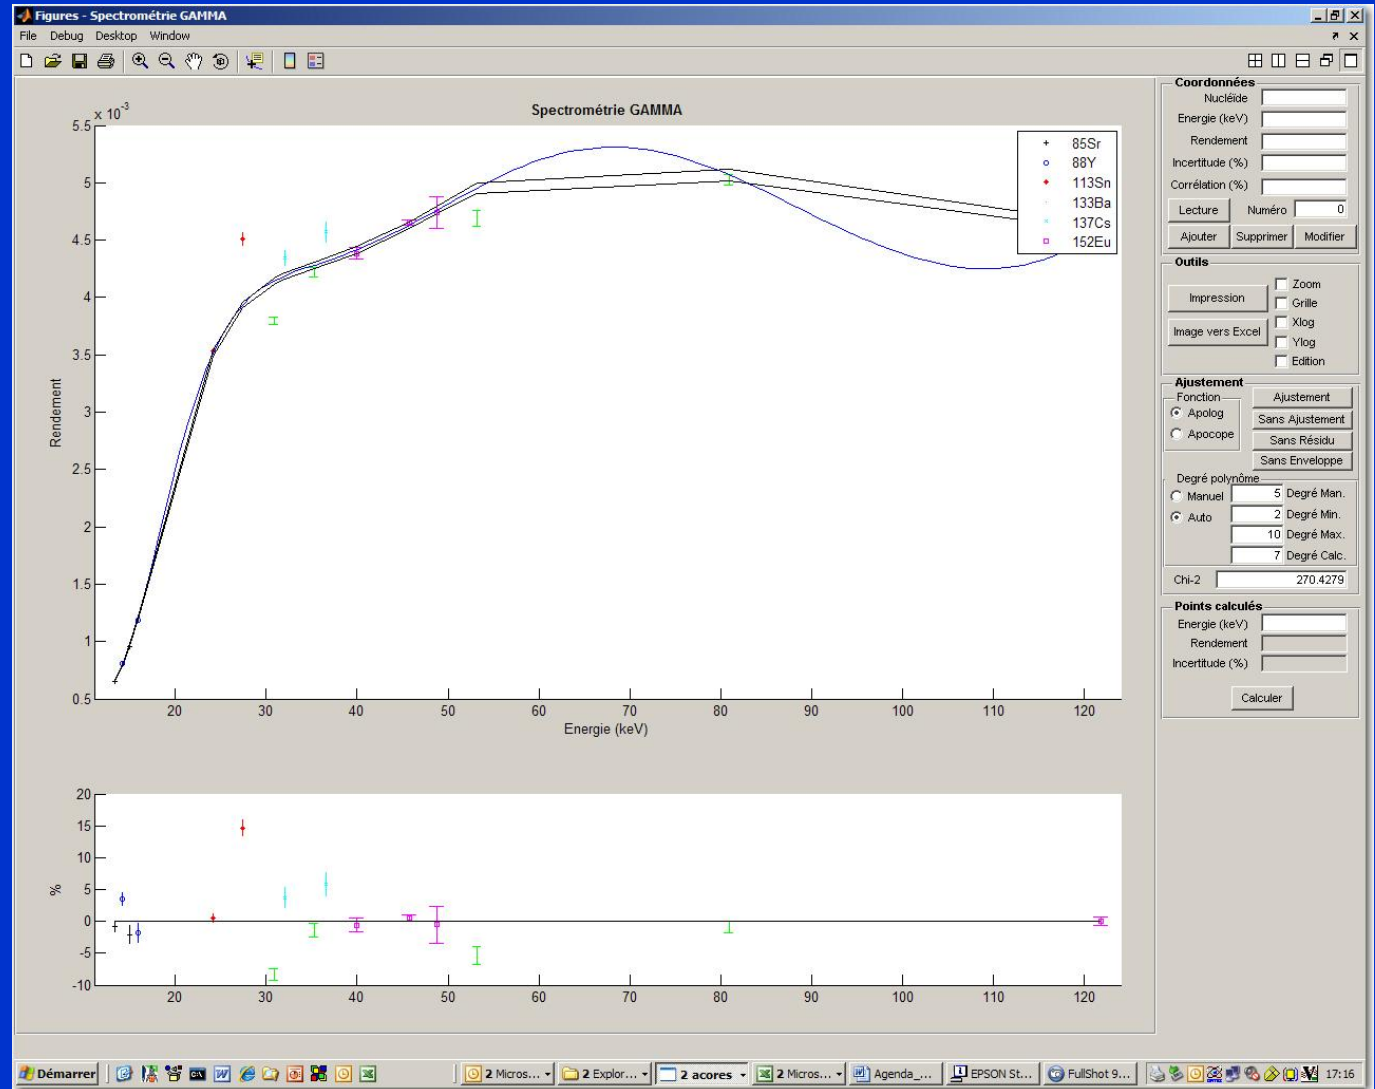 Figures - Spectrométrie GAMMA
File Debug Desktop Window
Spectrométrie GAMMA
x 10-3
5.5
5
4.5
4
3.5
3
2.5
2
1.5
1
0.5
Rendement
20 30 40 50 60 70 80 90 100 110 120
Energie (keV)
85Sr
88Y
113Sn
133Ba
137Cs
152Eu
20
15
10
5
0
-5
-10
%
20 30 40 50 60 70 80 90 100 110 120
Coordonnées
Nucléïde
Energie (keV)
Rendement
Incertitude (%)
Corrélation (%)
Lecture Numéro 0
Ajouter Supprimer Modifier
Outils
Impression
Image vers Excel
Zoom
Grille
Xlog
Ylog
Edition
Ajustement
Fonction
Apolog
Apocope
Ajustement
Sans Ajustement
Sans Résidu
Sans Enveloppe
Degré polynôme
Manuel 5 Degré Man.
Auto 2 Degré Min.
10 Degré Max.
7 Degré Calc.
Chi-2 270.4279
Points calculés
Energie (keV)
Rendement
Incertitude (%)
Calculer
Démarrer 2 Micros... 2 Explor... 2 acores 2 Micros... Agenda_... EPSON St... FullShot 9... 17:16